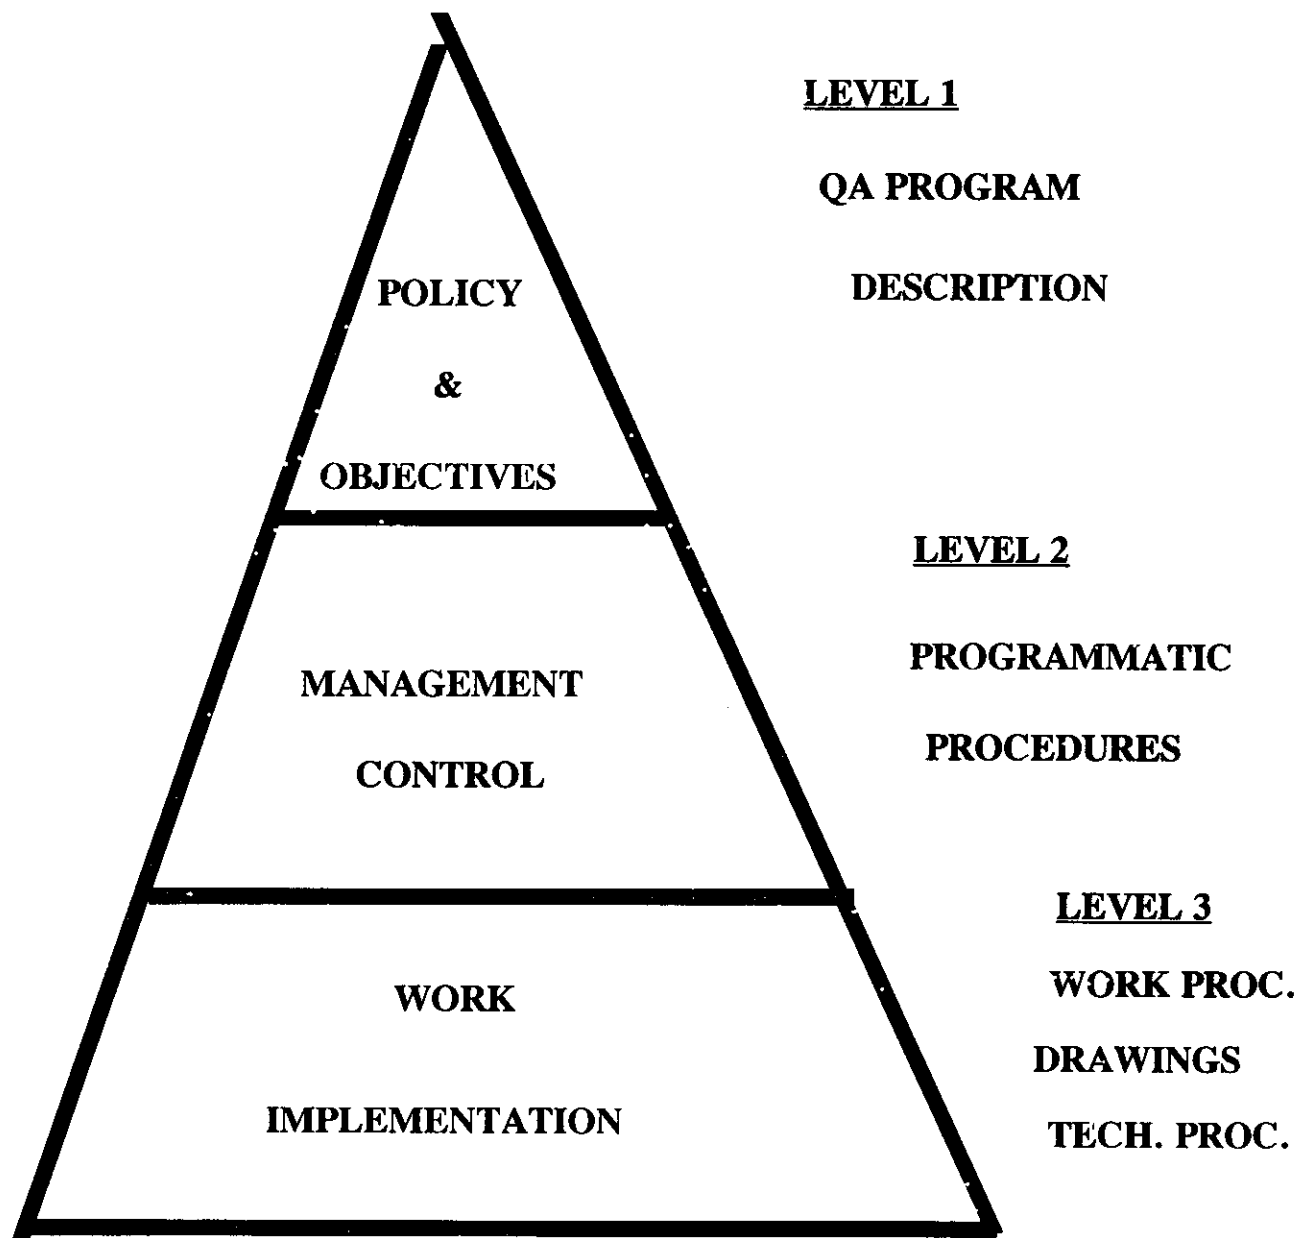 LEVEL 1
QA PROGRAM
DESCRIPTION
POLICY
&
OBJECTIVES
LEVEL 2
PROGRAMMATIC
PROCEDURES
MANAGEMENT
CONTROL
LEVEL 3
WORK PROC.
DRAWINGS
TECH. PROC.
WORK
IMPLEMENTATION